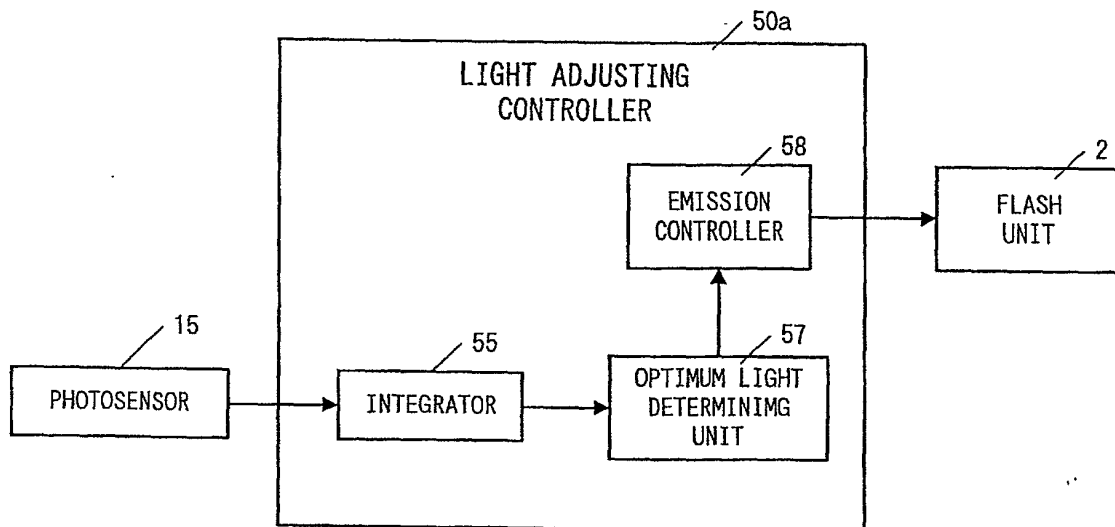 50a
LIGHT ADJUSTING
CONTROLLER
58
EMISSION
CONTROLLER
2
FLASH
UNIT
15
PHOTOSENSOR
55
INTEGRATOR
57
OPTIMUM LIGHT
DETERMINIMG
UNIT